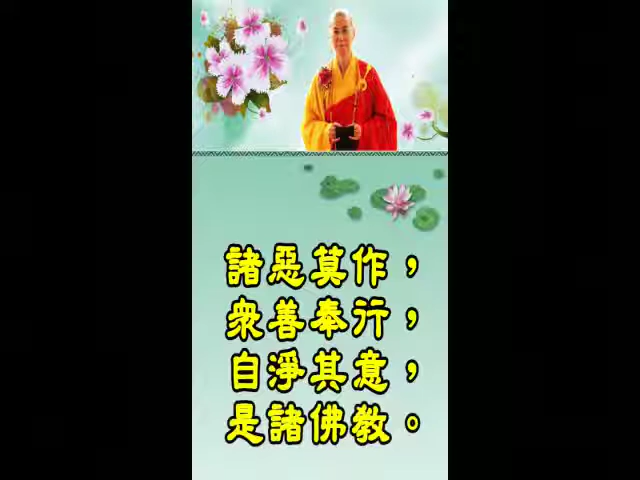 諸惡莫作，
衆善奉行，
自淨其意，
是諸佛教。